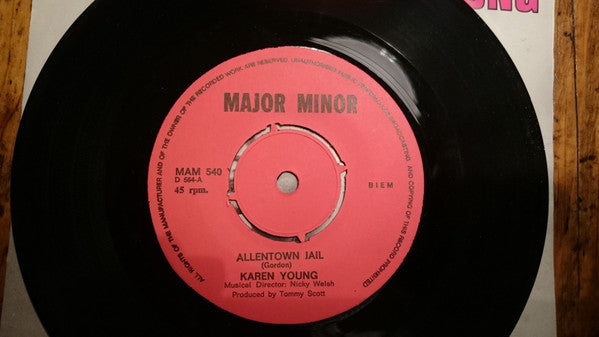 UNG
MAJOR MINOR
MAM 540
D 564-A
45 rpm.
BIEM
ALLENTOWN JAIL
(Gordon)
KAREN YOUNG
Musical Director: Nicky Welsh
Produced by Tommy Scott
ALL RIGHTS OF THE MANUFACTURER AND OF THE OWNER OF THE RECORDED WORK ARE RESERVED. UNAUTHORISED PUBLIC PERFORMANCE BROADCASTING AND COPYING OF THIS RECORD PROHIBITED